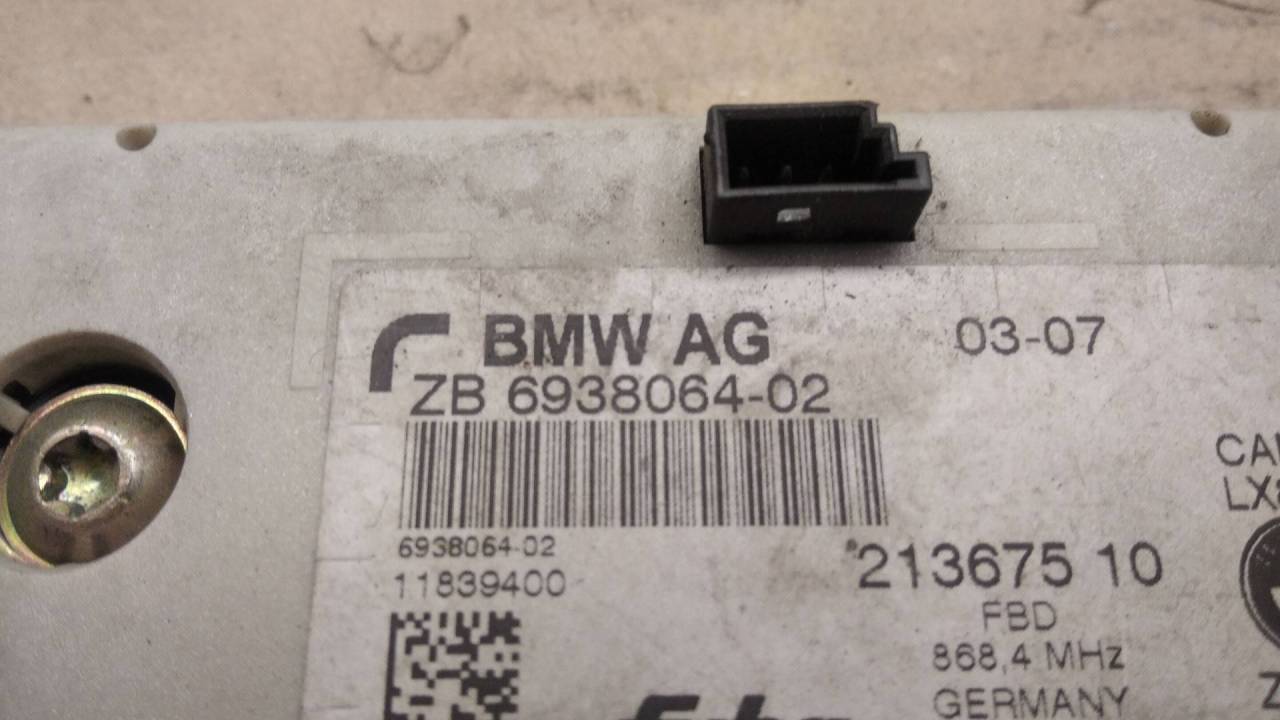 BMW AG 03-07
ZB 6938064-02
6938064-02
11839400
213675 10
FBD
868,4 MHz
GERMANY